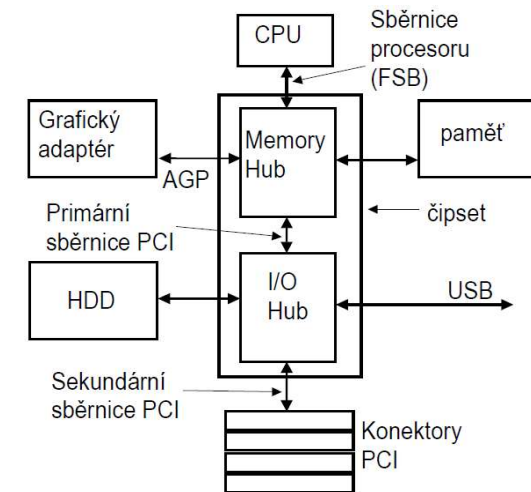 CPU
Sběrnice
procesoru
(FSB)
Grafický
adaptér
Memory
Hub
paměť
AGP
čipset
Primární
sběrnice PCI
HDD
I/O
Hub
USB
Sekundární
sběrnice PCI
Konektory
PCI